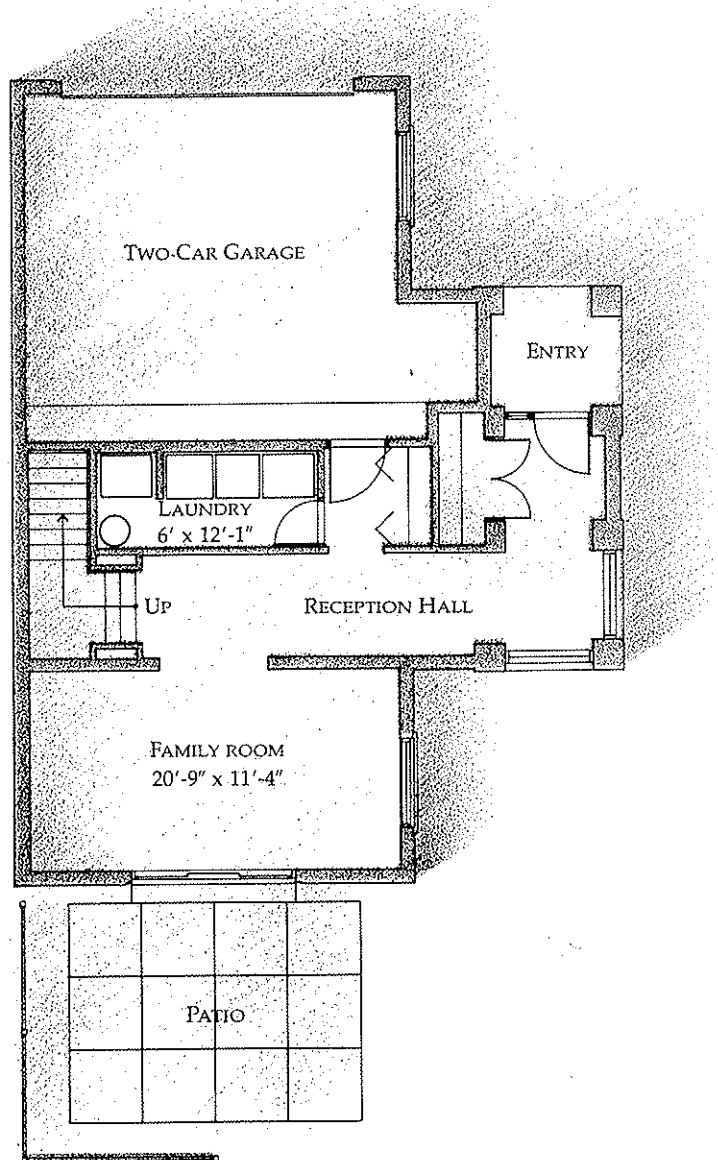 TWO-CAR GARAGE
ENTRY
LAUNDRY
6' x 12'-1"
UP
RECEPTION HALL
FAMILY ROOM
20'-9" x 11'-4"
PATIO